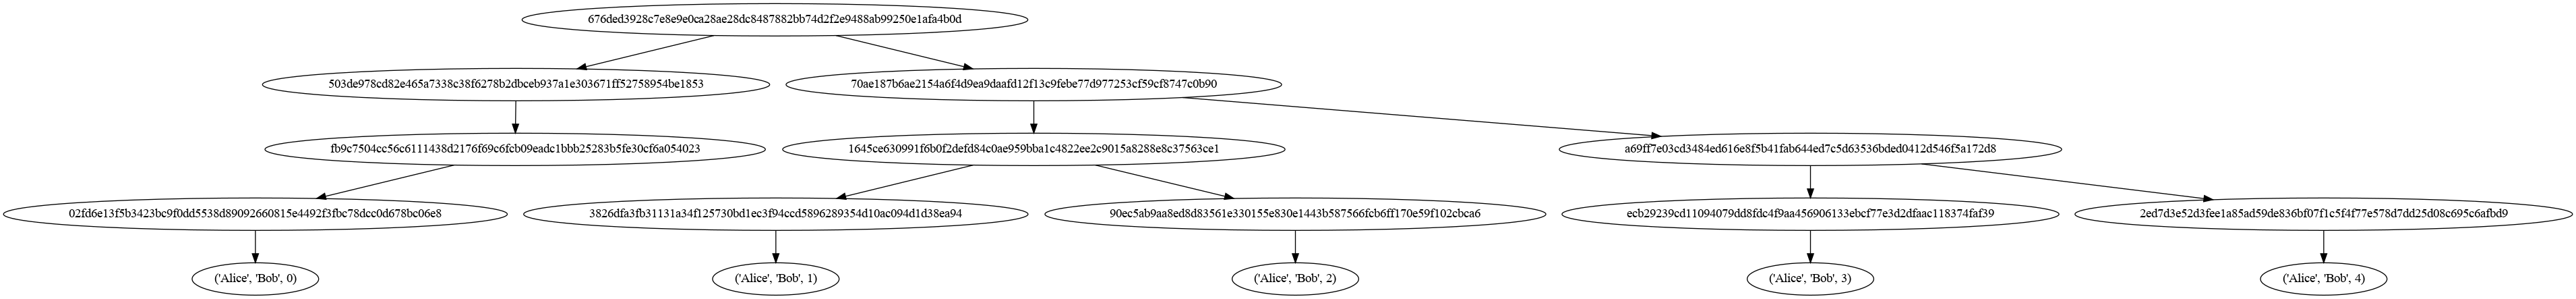 676ded3928c7e8e9e0ca28ae28dc8487882bb74d2f2e9488ab99250e1afa4b0d
503de978cd82e465a7338c38f6278b2dbceb937a1e303671ff52758954be1853
70ae187b6ae2154a6f4d9ea9daafd12f13c9febe77d977253cf59cf8747c0b90
fb9c7504cc56c6111438d2176f69c6fcb09eadc1bbb25283b5fe30cf6a054023
1645ce630991f6b0f2defd84c0ae959bba1c4822ee2c9015a8288e8c37563ce1
a69ff7e03cd3484ed616e8f5b41fab644ed7c5d63536bded0412d546f5a172d8
02fd6e13f5b3423bc9f0dd5538d89092660815e4492f3fbc78dcc0d678bc06e8
3826dfa3fb31131a34f125730bd1ec3f94ccd5896289354d10ac094d1d38ea94
90ec5ab9aa8ed8d83561e330155e830e1443b587566fcb6ff170e59f102cbca6
ecb29239cd11094079dd8fdc4f9aa456906133ebcf77e3d2dfaac118374faf39
2ed7d3e52d3fee1a85ad59de836bf07f1c5f4f77e578d7dd25d08c695c6afbd9
('Alice', 'Bob', 0)
('Alice', 'Bob', 1)
('Alice', 'Bob', 2)
('Alice', 'Bob', 3)
('Alice', 'Bob', 4)